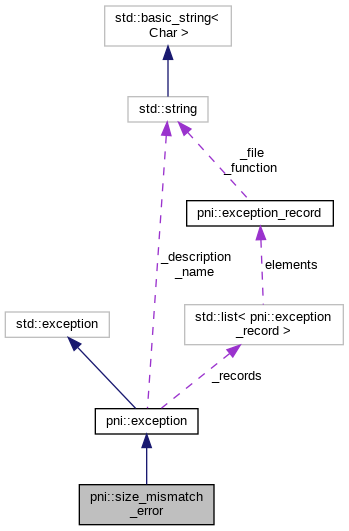 std::basic_string<
Char >
std::string
_file
_function
pni::exception_record
_description
_name
elements
std::exception
std::list< pni::exception
_record >
_records
pni::exception
pni::size_mismatch
_error